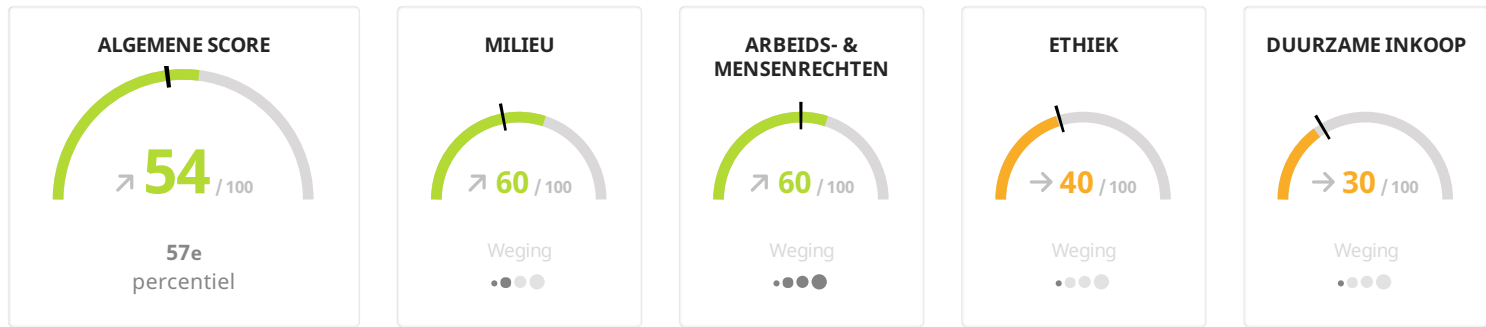 ALGEMENE SCORE
54 / 100
57e
percentiel
MILIEU
60 / 100
Weging
ARBEIDS- &
MENSENRECHTEN
60 / 100
Weging
ETHIEK
40 / 100
Weging
DUURZAME INKOOP
30 / 100
Weging